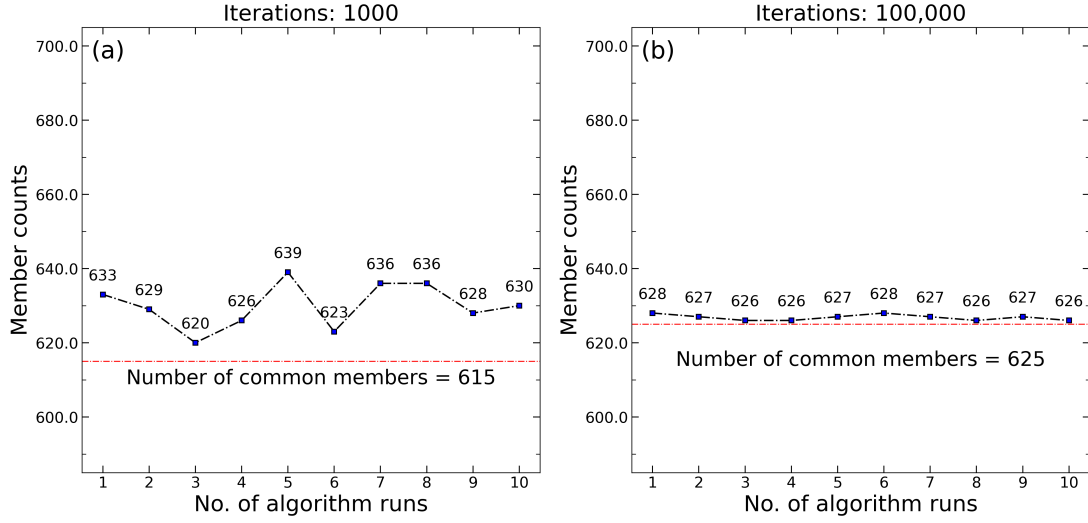 Iterations: 1000
(a)
700.0
680.0
660.0
640.0
620.0
600.0
Member counts
633
629
620
626
639
623
636
636
628
630
Number of common members = 615
1 2 3 4 5 6 7 8 9 10
No. of algorithm runs
Iterations: 100,000
(b)
700.0
680.0
660.0
640.0
620.0
600.0
Member counts
628 627 626 626 627 628 627 626 627 626
Number of common members = 625
1 2 3 4 5 6 7 8 9 10
No. of algorithm runs